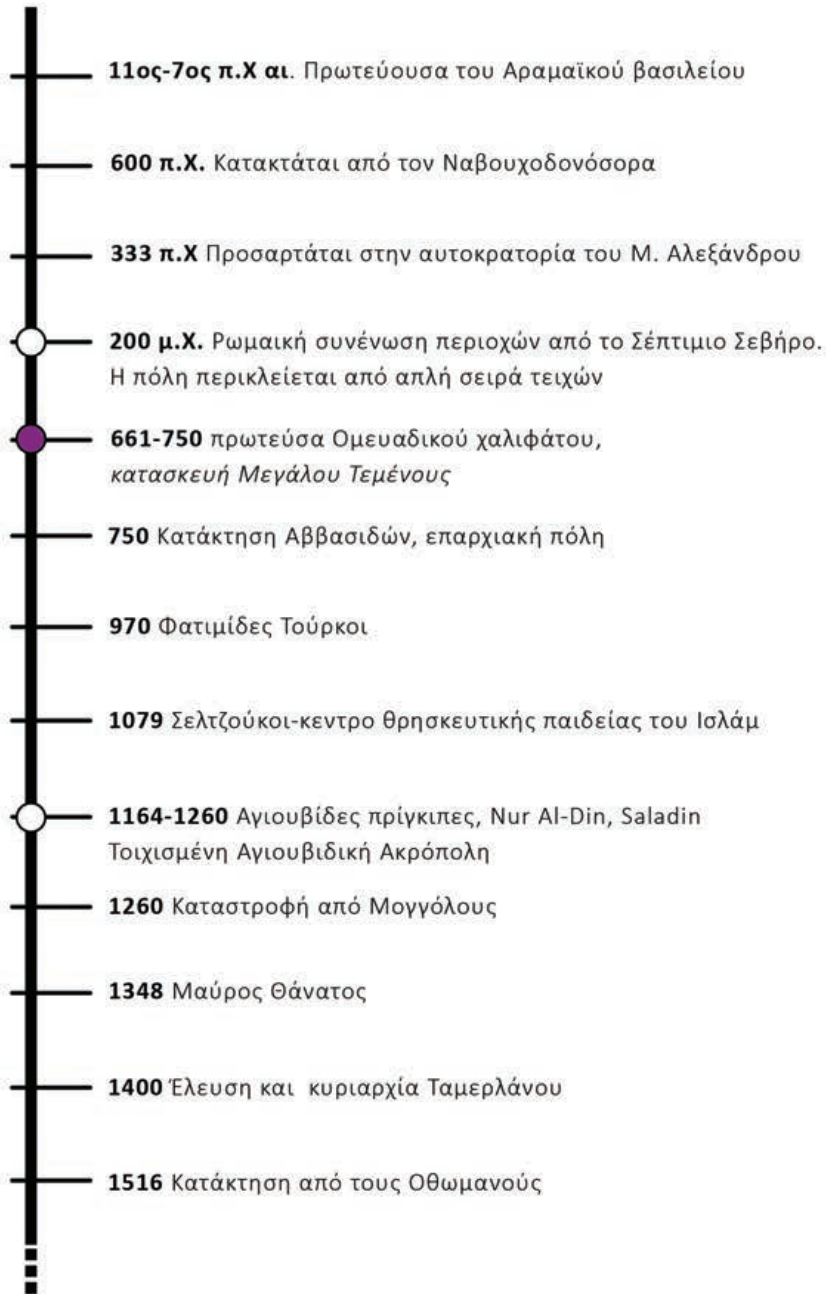 11ος-7ος π.Χ αι. Πρωτεύουσα του Αραμαϊκού βασιλείου
600 π.Χ. Κατακτάται από τον Ναβουχοδονόσορα
333 π.Χ Προσαρτάται στην αυτοκρατορία του Μ. Αλεξάνδρου
200 μ.Χ. Ρωμαική συνένωση περιοχών από το Σέπτιμιο Σεβήρο.
Η πόλη περικλείεται από απλή σειρά τειχών
661-750 πρωτεύσα Ομευαδικού χαλιφάτου,
κατασκευή Μεγάλου Τεμένους
750 Κατάκτηση Αββασιδών, επαρχιακή πόλη
970 Φατιμίδες Τούρκοι
1079 Σελτζούκοι-κεντρο θρησκευτικής παιδείας του Ισλάμ
1164-1260 Αγιουβίδες πρίγκιπες, Nur Al-Din, Saladin
Τοιχισμένη Αγιουβιδική Ακρόπολη
1260 Καταστροφή από Μογγόλους
1348 Μαύρος Θάνατος
1400 Έλευση και κυριαρχία Ταμερλάνου
1516 Κατάκτηση από τους Οθωμανούς